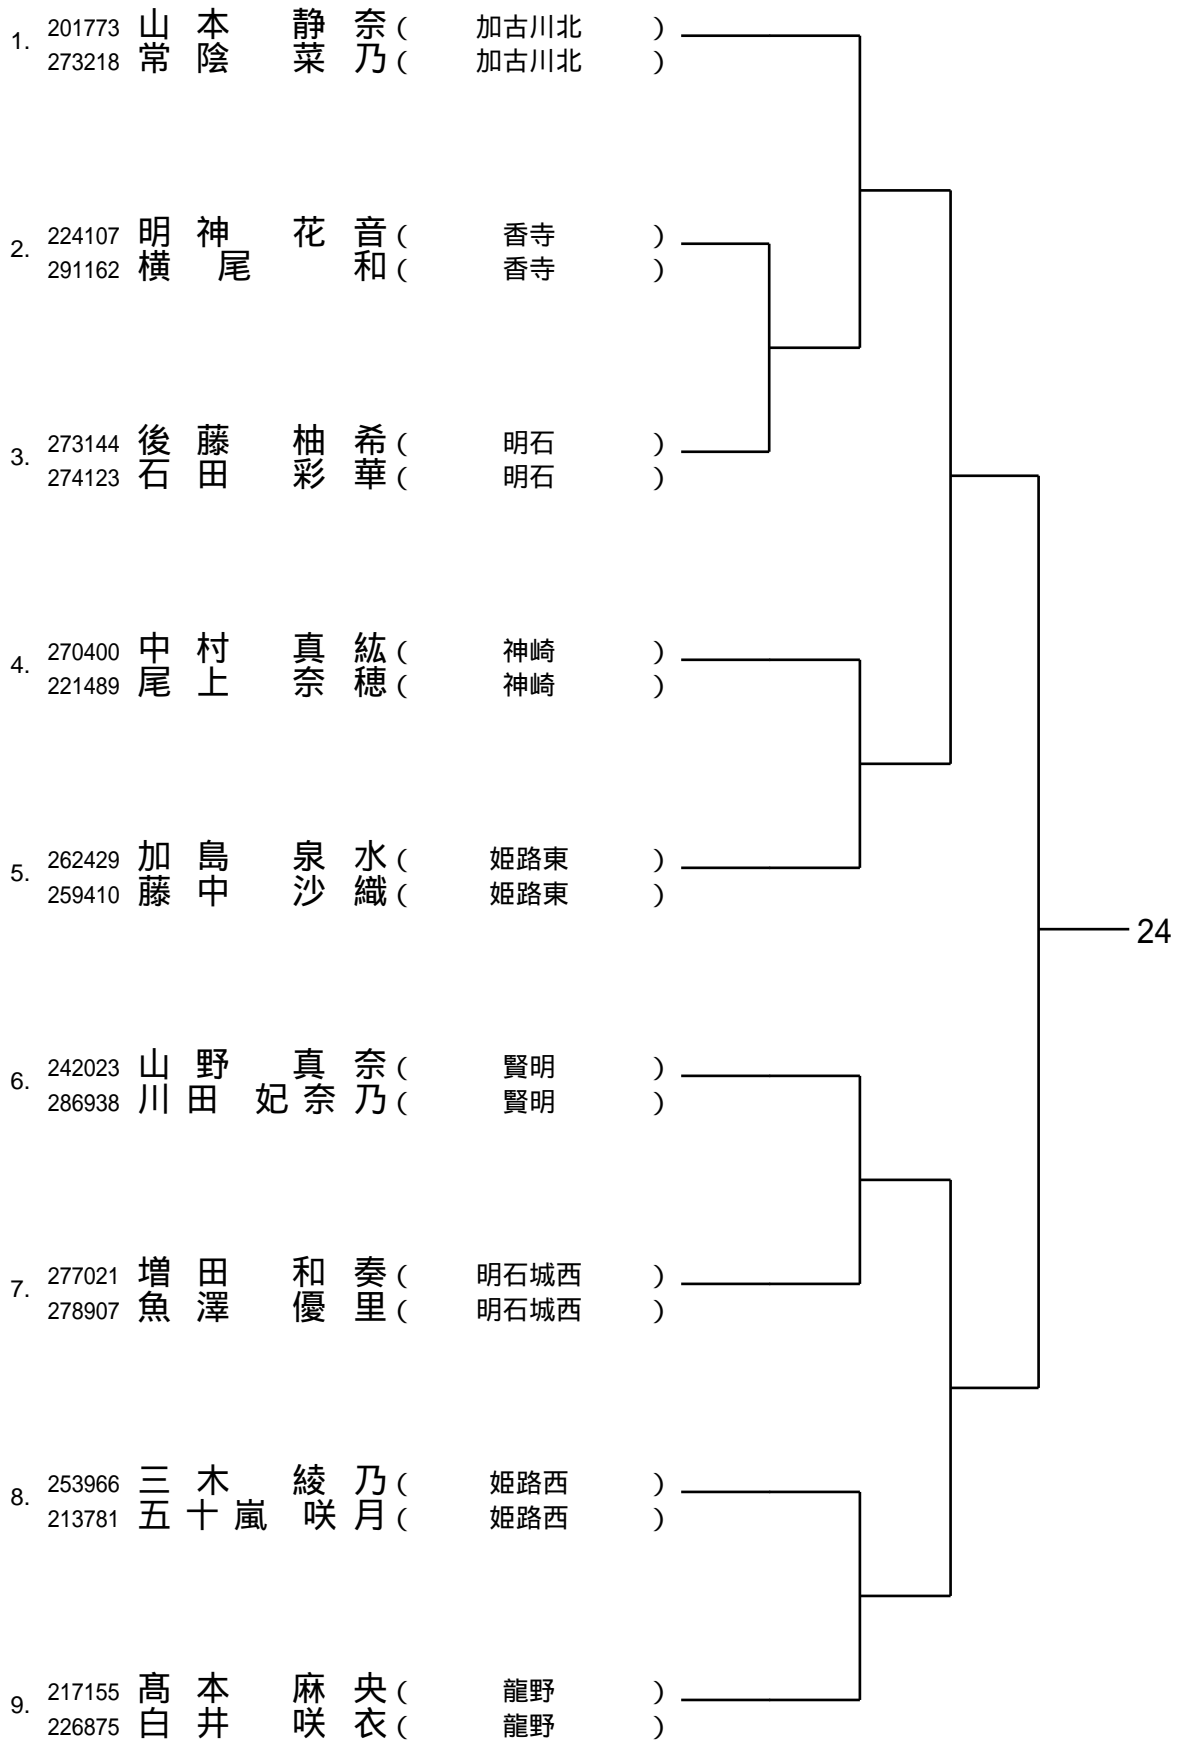 1. 201773 山本 静奈 ( 加古川北 )
273218 常陰 菜乃 ( 加古川北 )
2. 224107 明神 花音 ( 香寺 )
291162 横尾 和 ( 香寺 )
3. 273144 後藤 柚希 ( 明石 )
274123 石田 彩華 ( 明石 )
4. 270400 中村 真紘 ( 神崎 )
221489 尾上 奈穂 ( 神崎 )
5. 262429 加島 泉水 ( 姫路東 )
259410 藤中 沙織 ( 姫路東 )
24
6. 242023 山野 真奈 ( 賢明 )
286938 川田 妃奈乃 ( 賢明 )
7. 277021 増田 和奏 ( 明石城西 )
278907 魚澤 優里 ( 明石城西 )
8. 253966 三木 綾乃 ( 姫路西 )
213781 五十嵐 咲月 ( 姫路西 )
9. 217155 髙本 麻央 ( 龍野 )
226875 白井 咲衣 ( 龍野 )